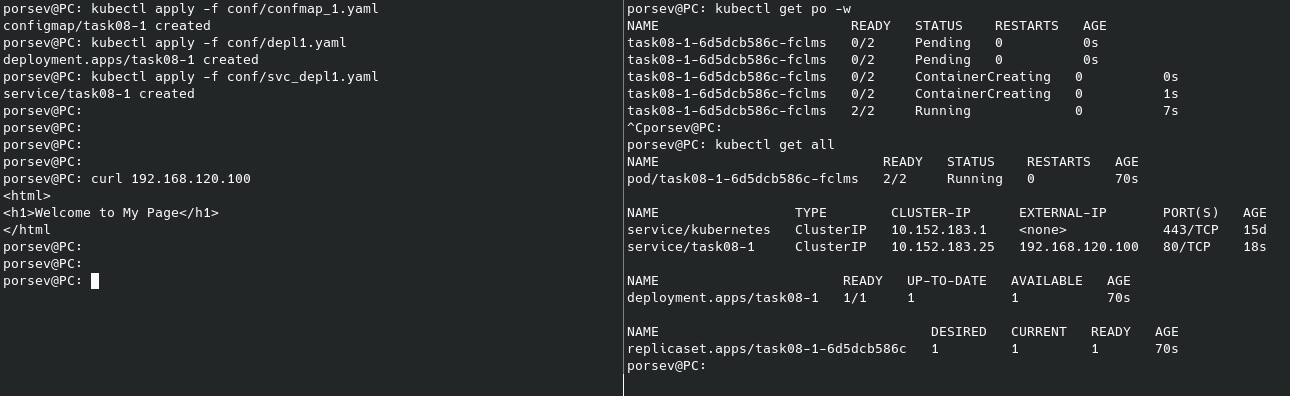 porsev@PC: kubectl apply -f conf/confmap_1.yaml
configmap/task08-1 created
porsev@PC: kubectl apply -f conf/depl1.yaml
deployment.apps/task08-1 created
porsev@PC: kubectl apply -f conf/svc_depl1.yaml
service/task08-1 created
porsev@PC:
porsev@PC:
porsev@PC:
porsev@PC:
porsev@PC: curl 192.168.120.100
<html>
<h1>Welcome to My Page</h1>
</html
porsev@PC:
porsev@PC:
porsev@PC:
porsev@PC: kubectl get po -w
NAME                        READY   STATUS    RESTARTS   AGE
task08-1-6d5dcb586c-fclms   0/2     Pending   0          0s
task08-1-6d5dcb586c-fclms   0/2     Pending   0          0s
task08-1-6d5dcb586c-fclms   0/2     ContainerCreating   0          0s
task08-1-6d5dcb586c-fclms   0/2     ContainerCreating   0          1s
task08-1-6d5dcb586c-fclms   2/2     Running             0          7s
^Cporsev@PC:
porsev@PC: kubectl get all
NAME                            READY   STATUS    RESTARTS   AGE
pod/task08-1-6d5dcb586c-fclms   2/2     Running   0          70s
NAME                 TYPE        CLUSTER-IP      EXTERNAL-IP       PORT(S)   AGE
service/kubernetes   ClusterIP   10.152.183.1    <none>            443/TCP   15d
service/task08-1     ClusterIP   10.152.183.25   192.168.120.100   80/TCP    18s
NAME                       READY   UP-TO-DATE   AVAILABLE   AGE
deployment.apps/task08-1   1/1     1            1           70s
NAME                                  DESIRED   CURRENT   READY   AGE
replicaset.apps/task08-1-6d5dcb586c   1         1         1       70s
porsev@PC: